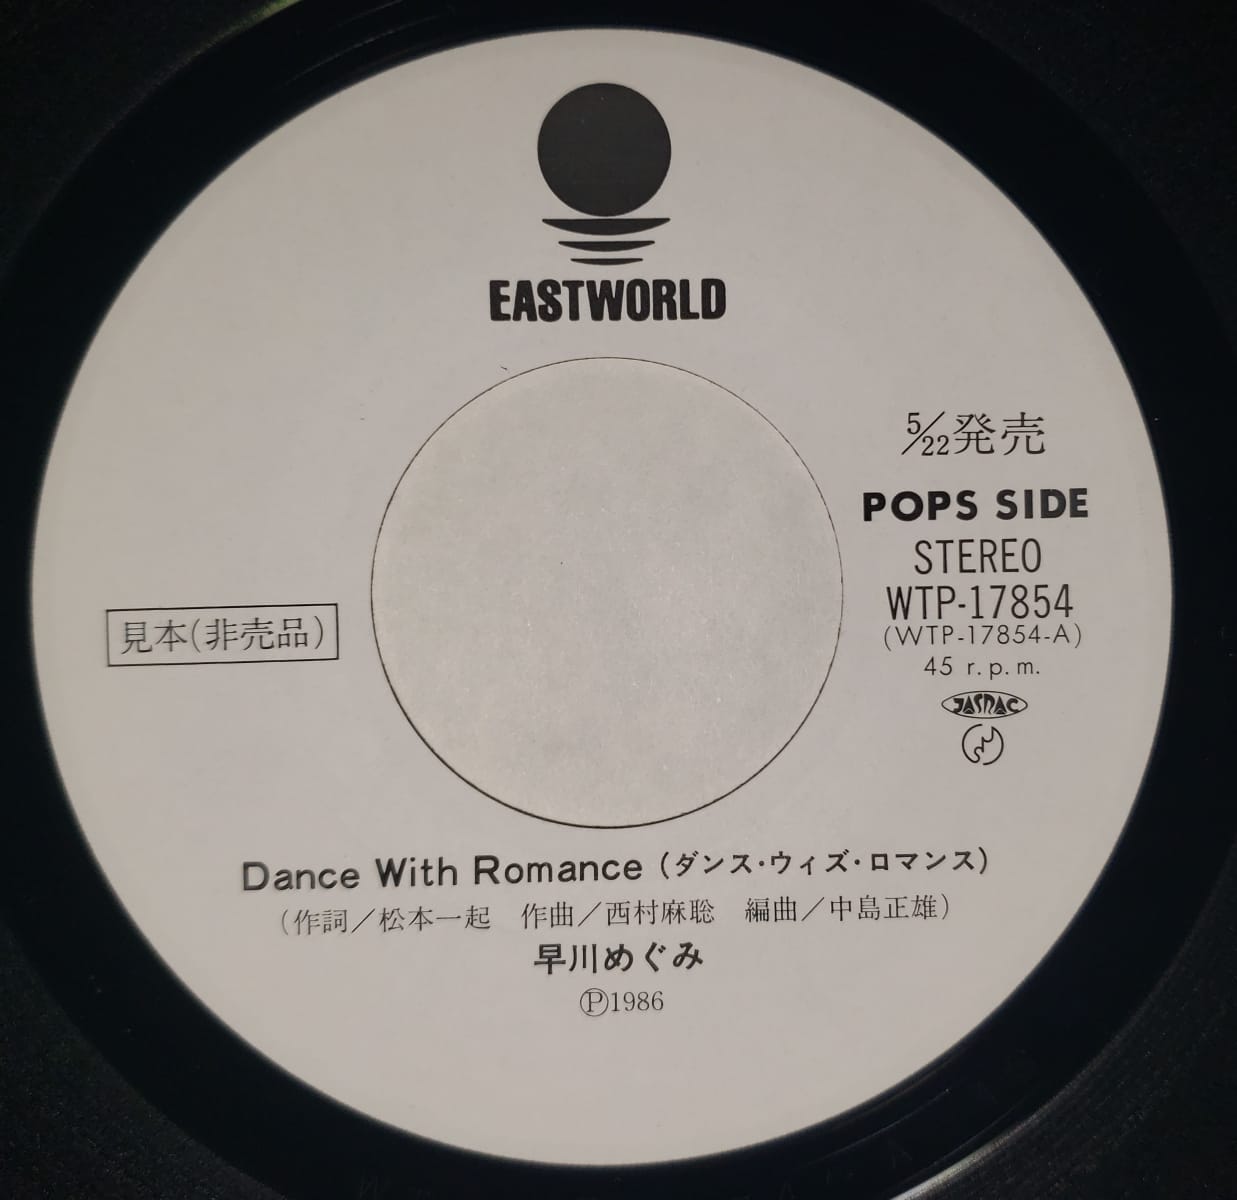 EASTWORLD
5/22発売
POPS SIDE
STEREO
WTP-17854
(WTP-17854-A)
45 r.p.m.
JASRAC
見本(非売品)
Dance With Romance (ダンス・ウィズ・ロマンス)
(作詞/松本一起 作曲/西村麻聡 編曲/中島正雄)
早川めぐみ
Ⓟ1986